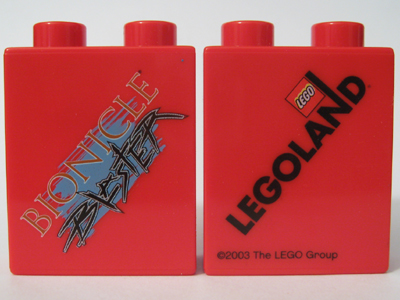 BIONICLE
BLASTER
LEGO
LEGOLAND
©2003 The LEGO Group